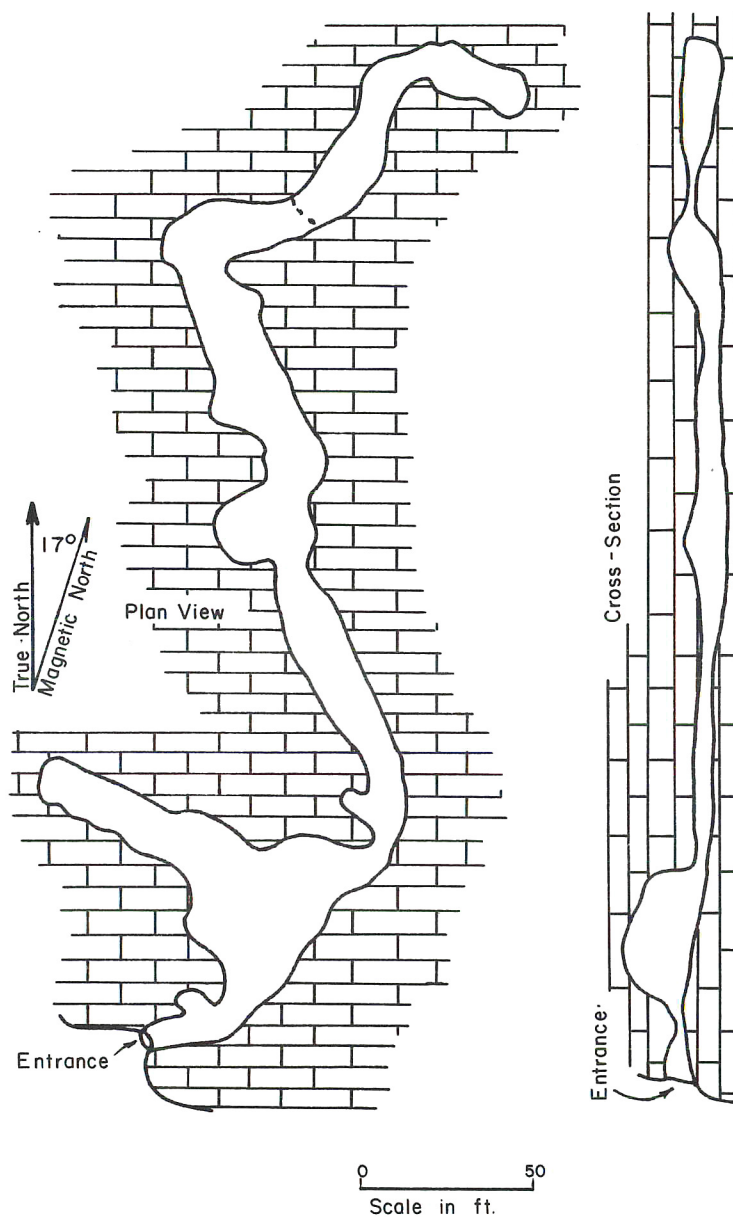 17°
True North
Magnetic North
Plan View
Entrance
Cross-Section
Entrance
0 50
Scale in ft.